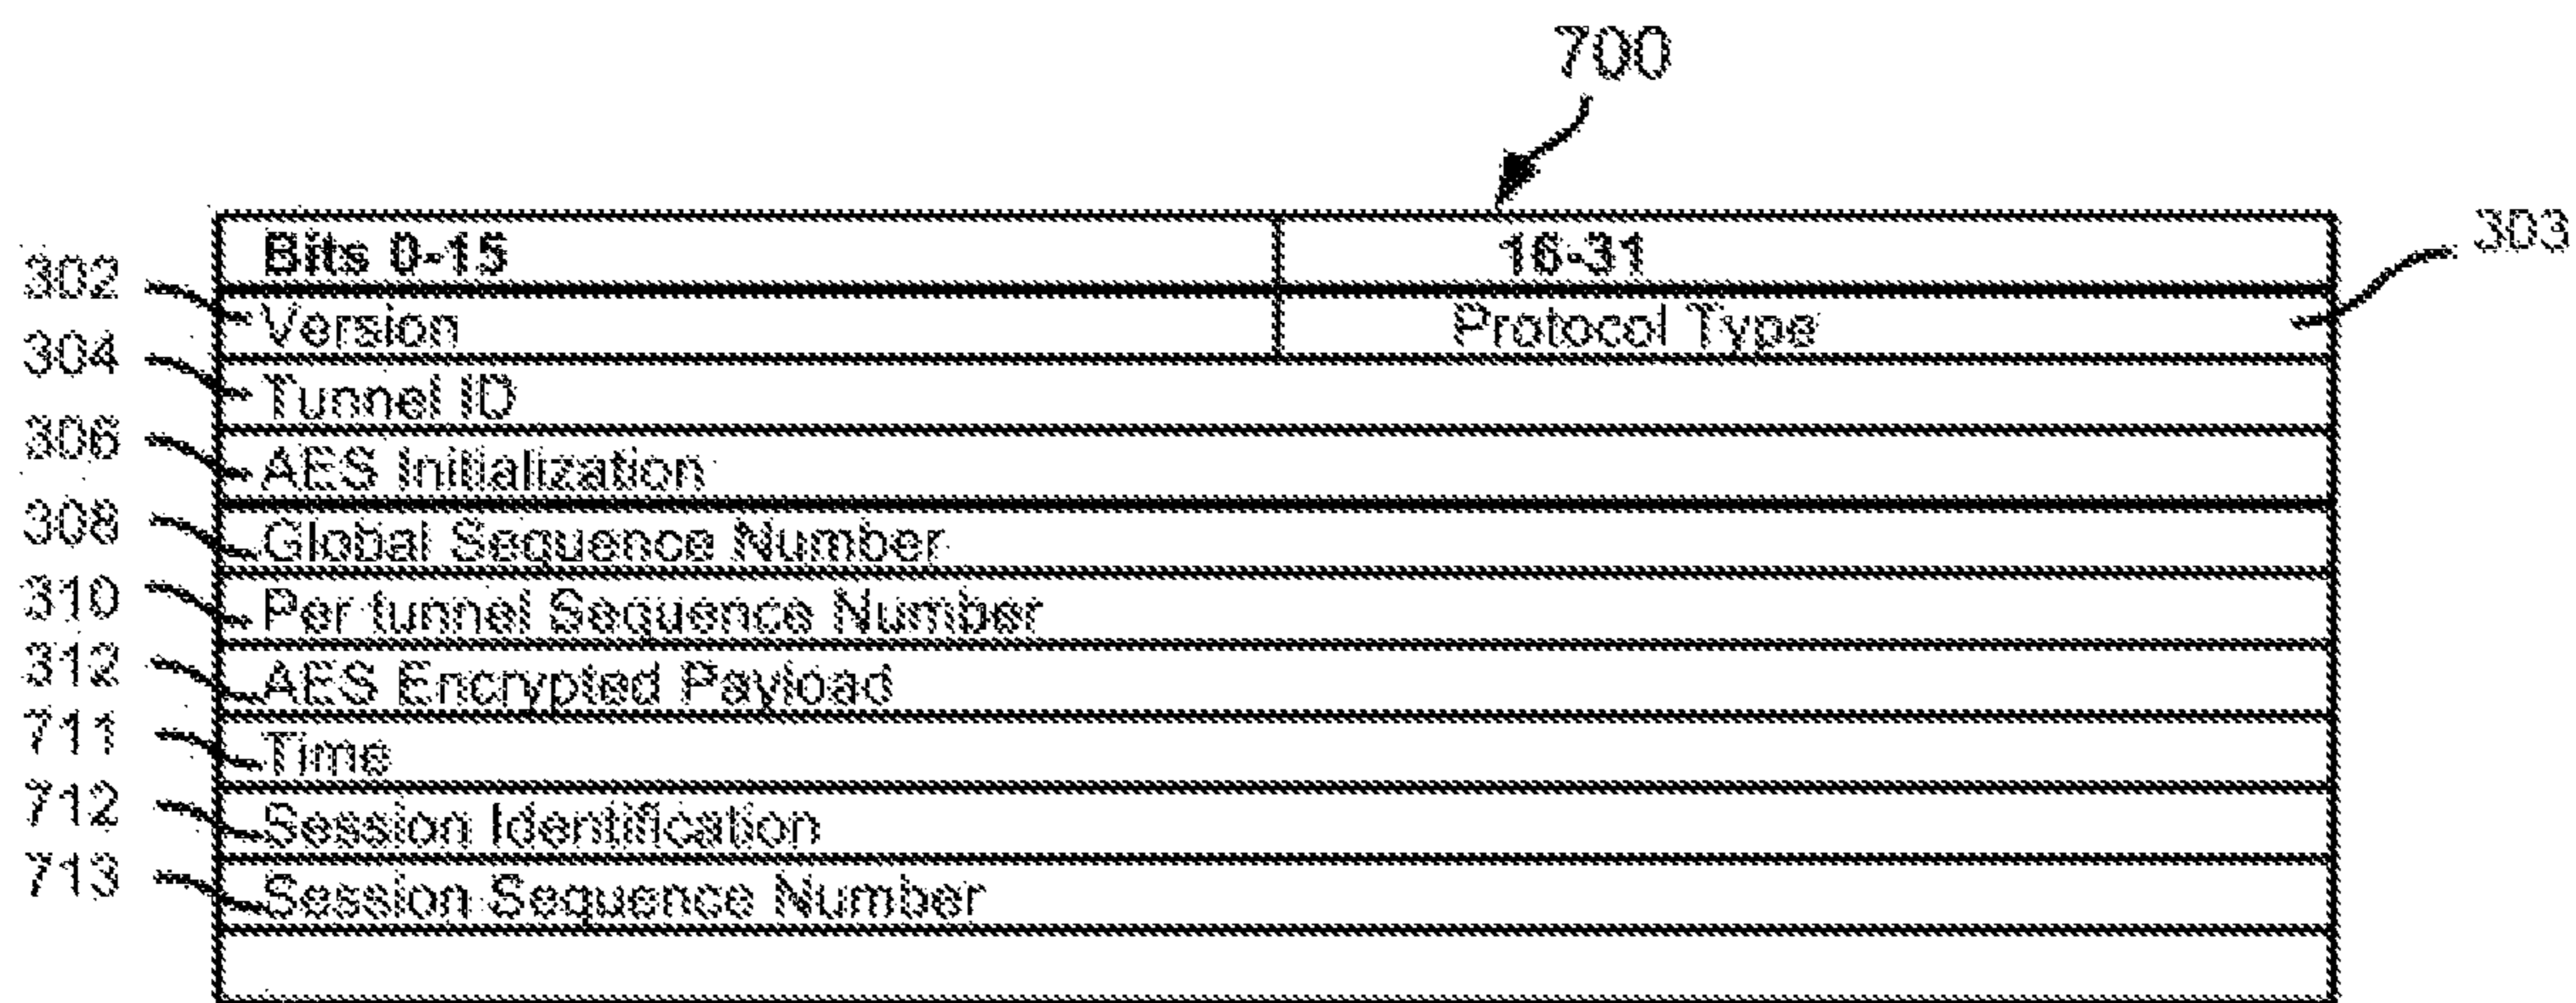 700
Bits 0-15 16-31
303
302 Version Protocol Type
304 Tunnel ID
306 AES Initialization
308 Global Sequence Number
310 Per tunnel Sequence Number
312 AES Encrypted Payload
711 Time
712 Session Identification
713 Session Sequence Number